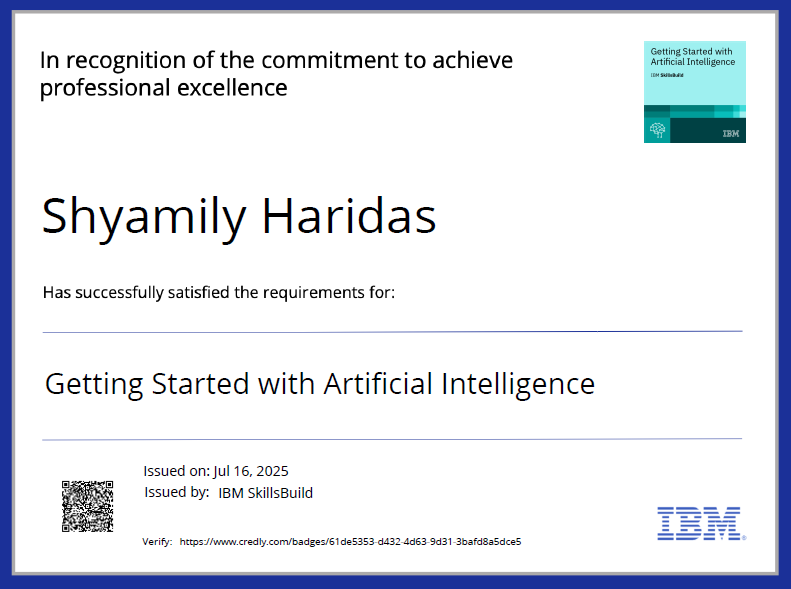 In recognition of the commitment to achieve
professional excellence
Getting Started with
Artificial Intelligence
IBM SkillsBuild
IBM
Shyamily Haridas
Has successfully satisfied the requirements for:
Getting Started with Artificial Intelligence
Issued on: Jul 16, 2025
Issued by: IBM SkillsBuild
Verify: https://www.credly.com/badges/61de5353-d432-4d63-9d31-3bafd8a5dce5
IBM®